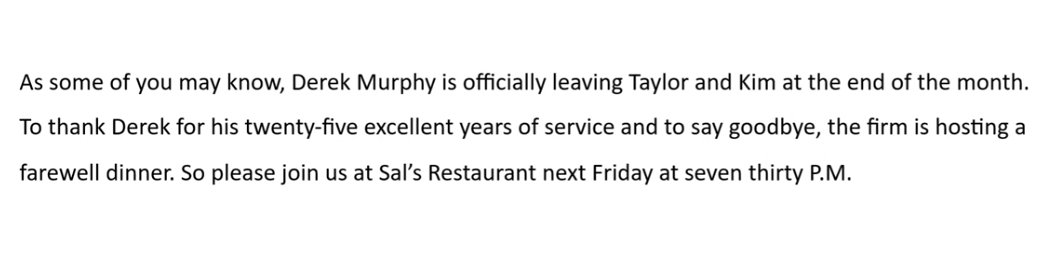 As some of you may know, Derek Murphy is officially leaving Taylor and Kim at the end of the month.
To thank Derek for his twenty-five excellent years of service and to say goodbye, the firm is hosting a
farewell dinner. So please join us at Sal’s Restaurant next Friday at seven thirty P.M.